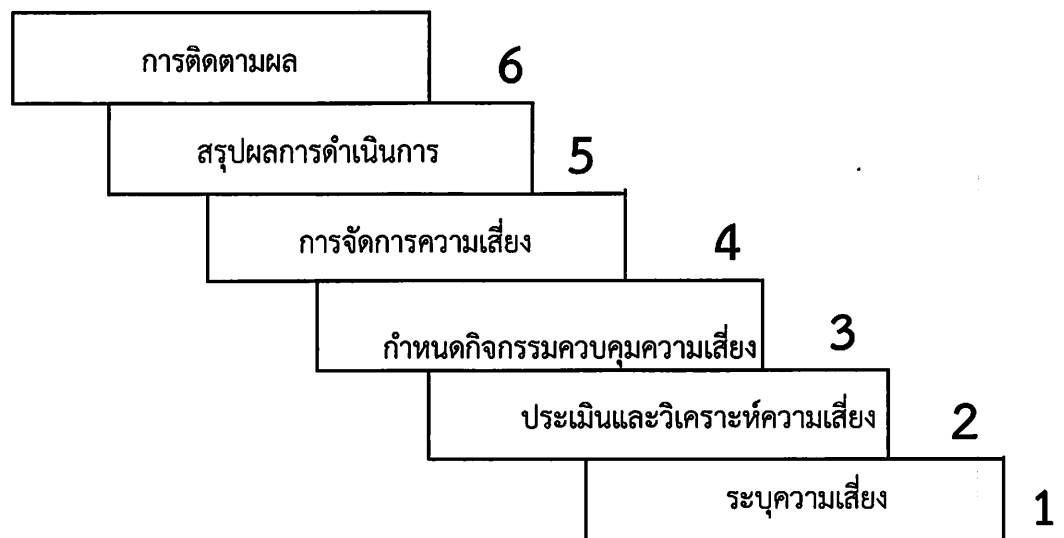 การติดตามผล 6
สรุปผลการดำเนินการ 5
การจัดการความเสี่ยง 4
กำหนดกิจกรรมควบคุมความเสี่ยง 3
ประเมินและวิเคราะห์ความเสี่ยง 2
ระบุความเสี่ยง 1